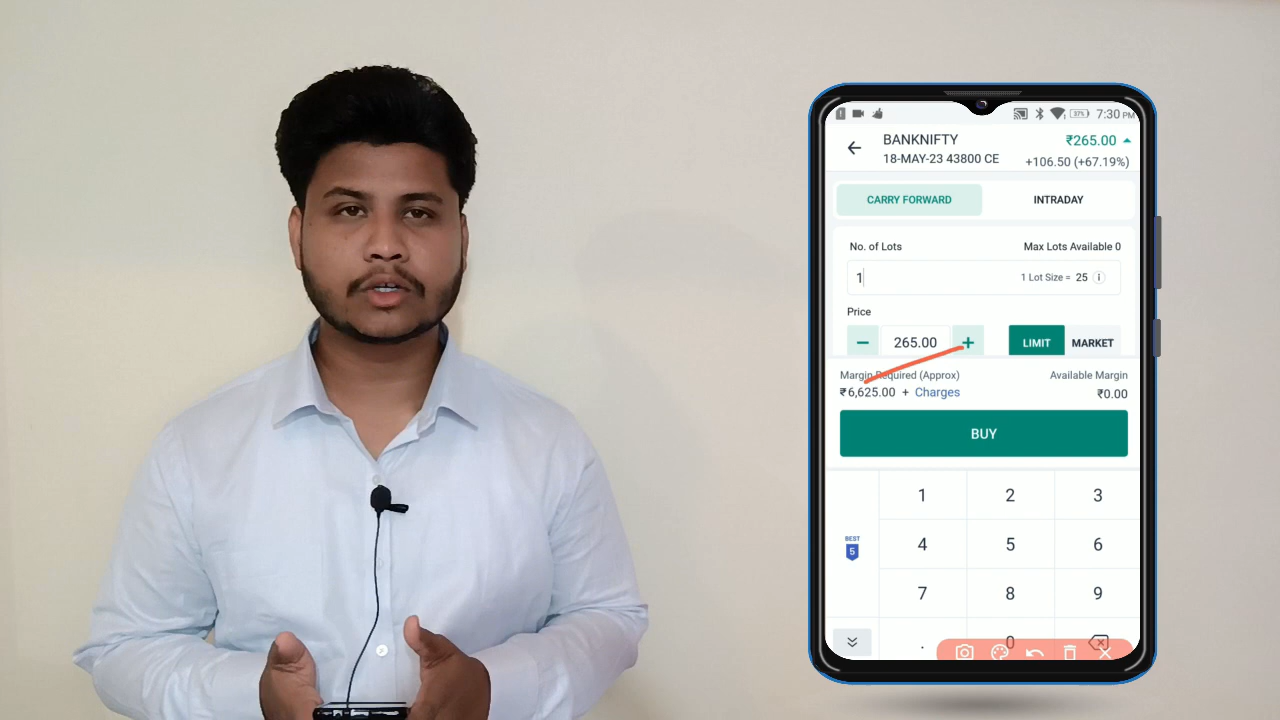 37% 7:30 PM
BANKNIFTY ₹265.00
18-MAY-23 43800 CE +106.50 (+67.19%)
CARRY FORWARD INTRADAY
No. of Lots Max Lots Available 0
1 1 Lot Size = 25 i
Price
− 265.00 + LIMIT MARKET
Margin Required (Approx) Available Margin
₹6,625.00 + Charges ₹0.00
BUY
1 2 3
BEST
5
4 5 6
7 8 9
. 0